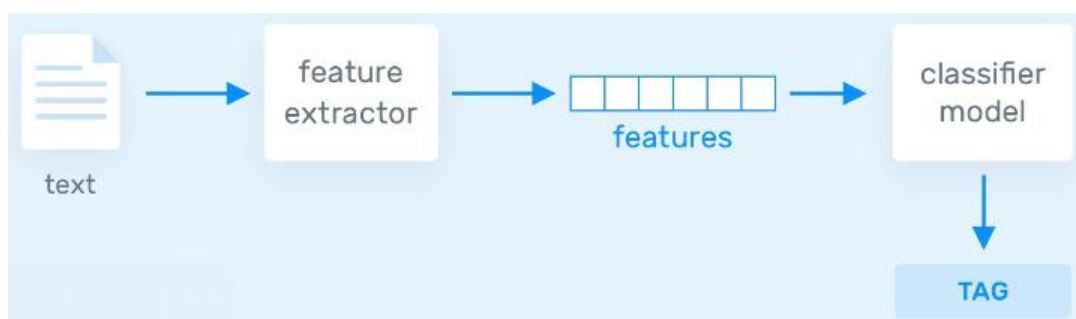 feature
extractor
classifier
model
features
text
TAG